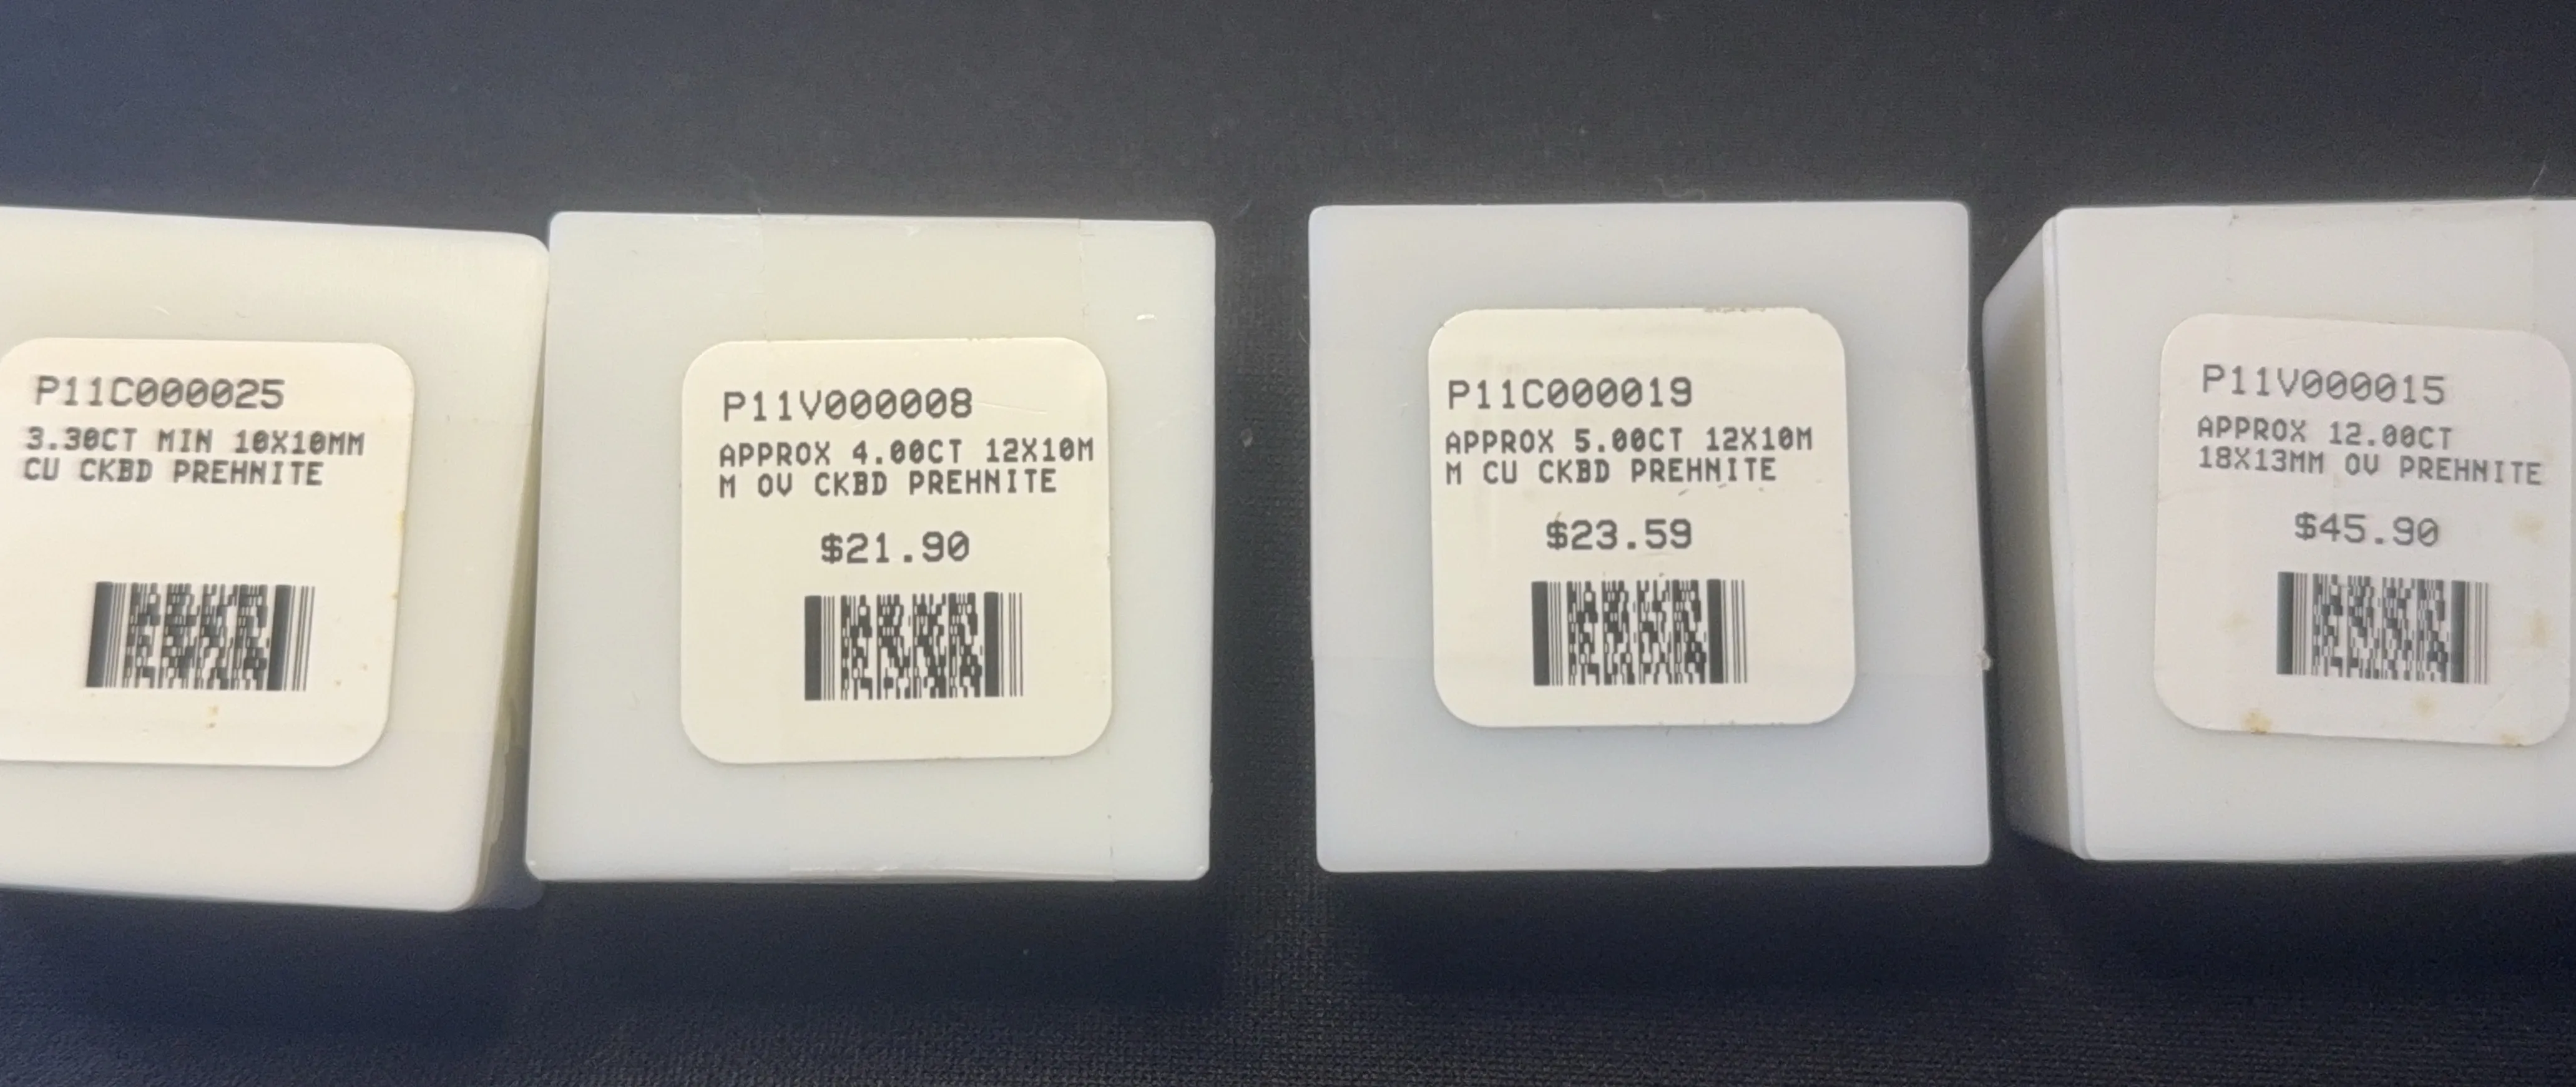 P11C000025
3.30CT MIN 10X10MM
CU CKBD PREHNITE
P11V000008
APPROX 4.00CT 12X10M
M OV CKBD PREHNITE
$21.90
P11C000019
APPROX 5.00CT 12X10M
M CU CKBD PREHNITE
$23.59
P11V000015
APPROX 12.00CT
18X13MM OV PREHNITE
$45.90